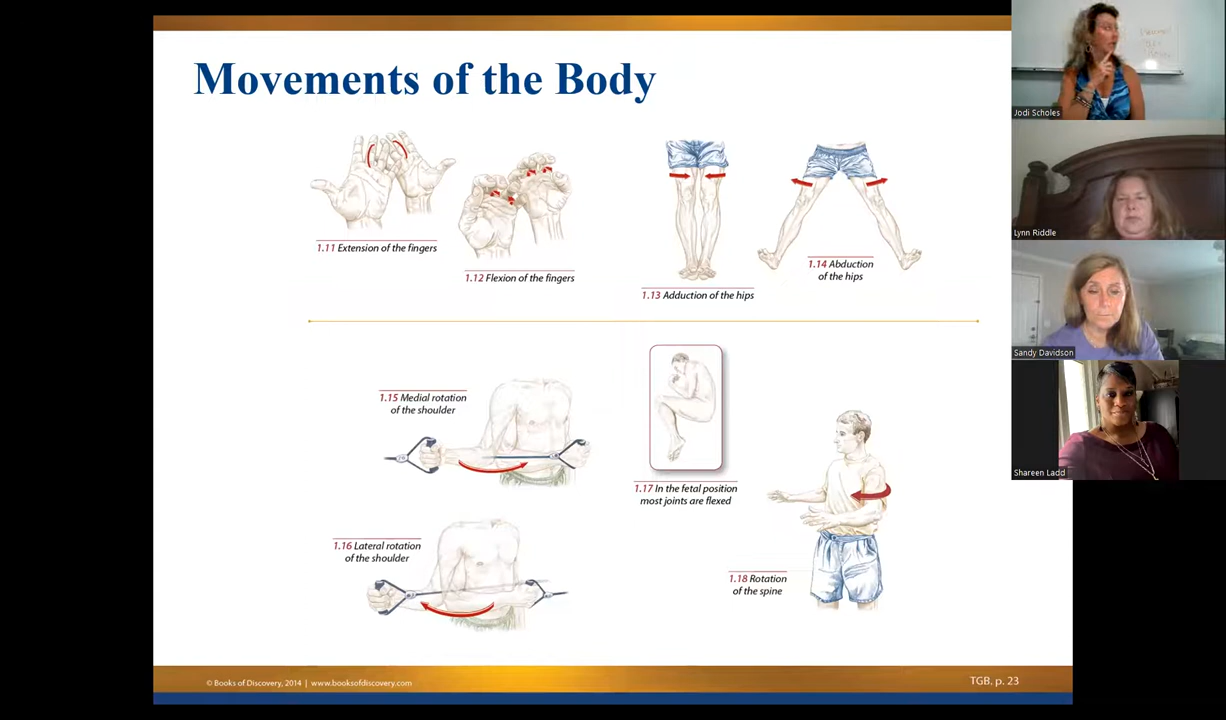 Movements of the Body
1.11 Extension of the fingers
1.12 Flexion of the fingers
1.13 Adduction of the hips
1.14 Abduction
of the hips
1.15 Medial rotation
of the shoulder
1.16 Lateral rotation
of the shoulder
1.17 In the fetal position
most joints are flexed
1.18 Rotation
of the spine
© Books of Discovery, 2014 | www.booksofdiscovery.com
TGB, p. 23
Jodi Scholes
Lynn Riddle
Sandy Davidson
Shareen Ladd